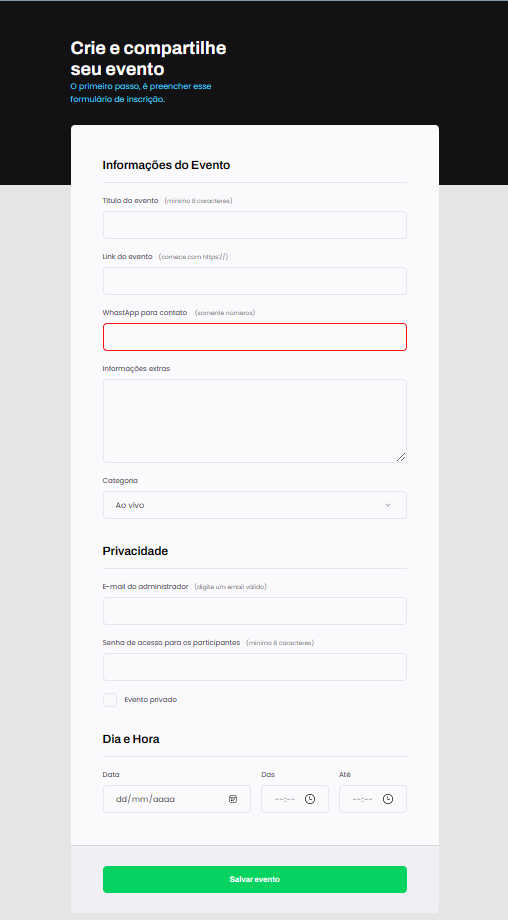 Crie e compartilhe
seu evento
O primeiro passo, é preencher esse
formulário de inscrição.
Informações do Evento
Título do evento (mínimo 8 caracteres)
Link do evento (comece com https://)
WhastApp para contato (somente números)
Informações extras
Categoria
Ao vivo
Privacidade
E-mail do administrador (digite um email válido)
Senha de acesso para os participantes (mínimo 8 caracteres)
Evento privado
Dia e Hora
Data Das Até
dd/mm/aaaa --:-- --:--
Salvar evento